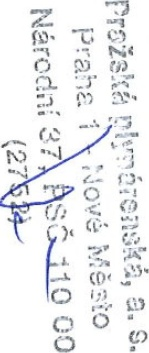 Pražská plynárenská, a. s.
Praha 1 - Nové Město
Národní 37, PSČ 110 00